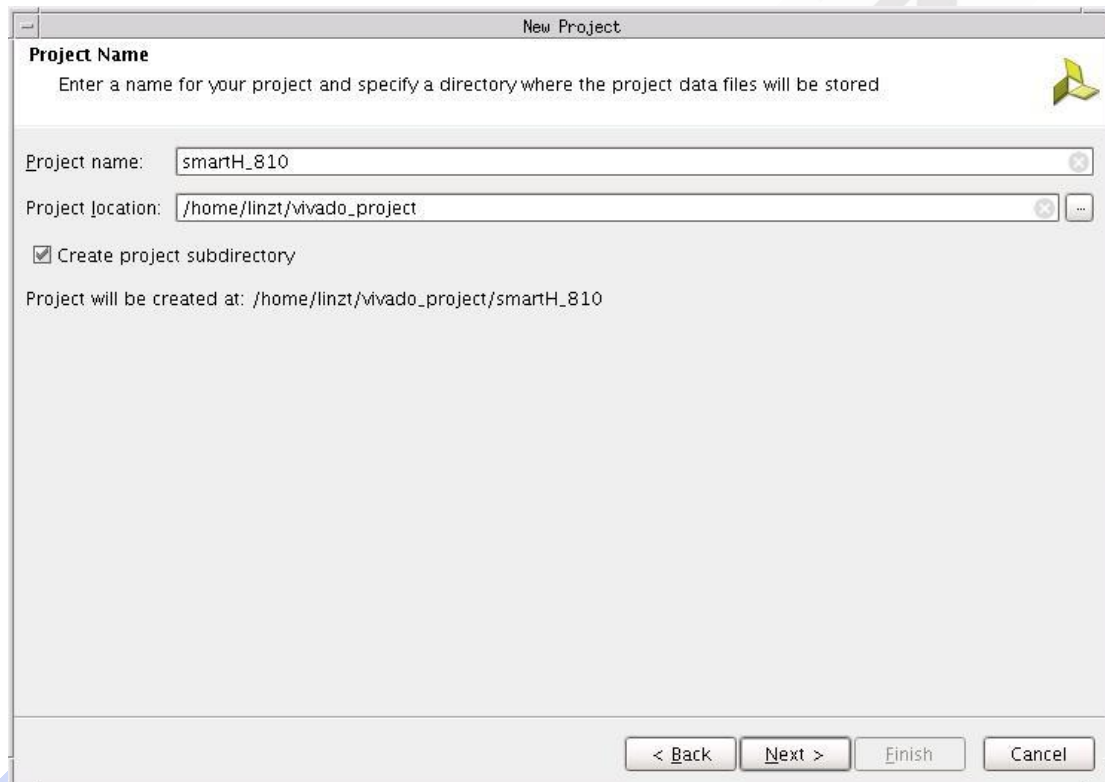 New Project
Project Name
Enter a name for your project and specify a directory where the project data files will be stored
Project name: smartH_810
Project location: /home/linzt/vivado_project ...
Create project subdirectory
Project will be created at: /home/linzt/vivado_project/smartH_810
< Back Next > Finish Cancel